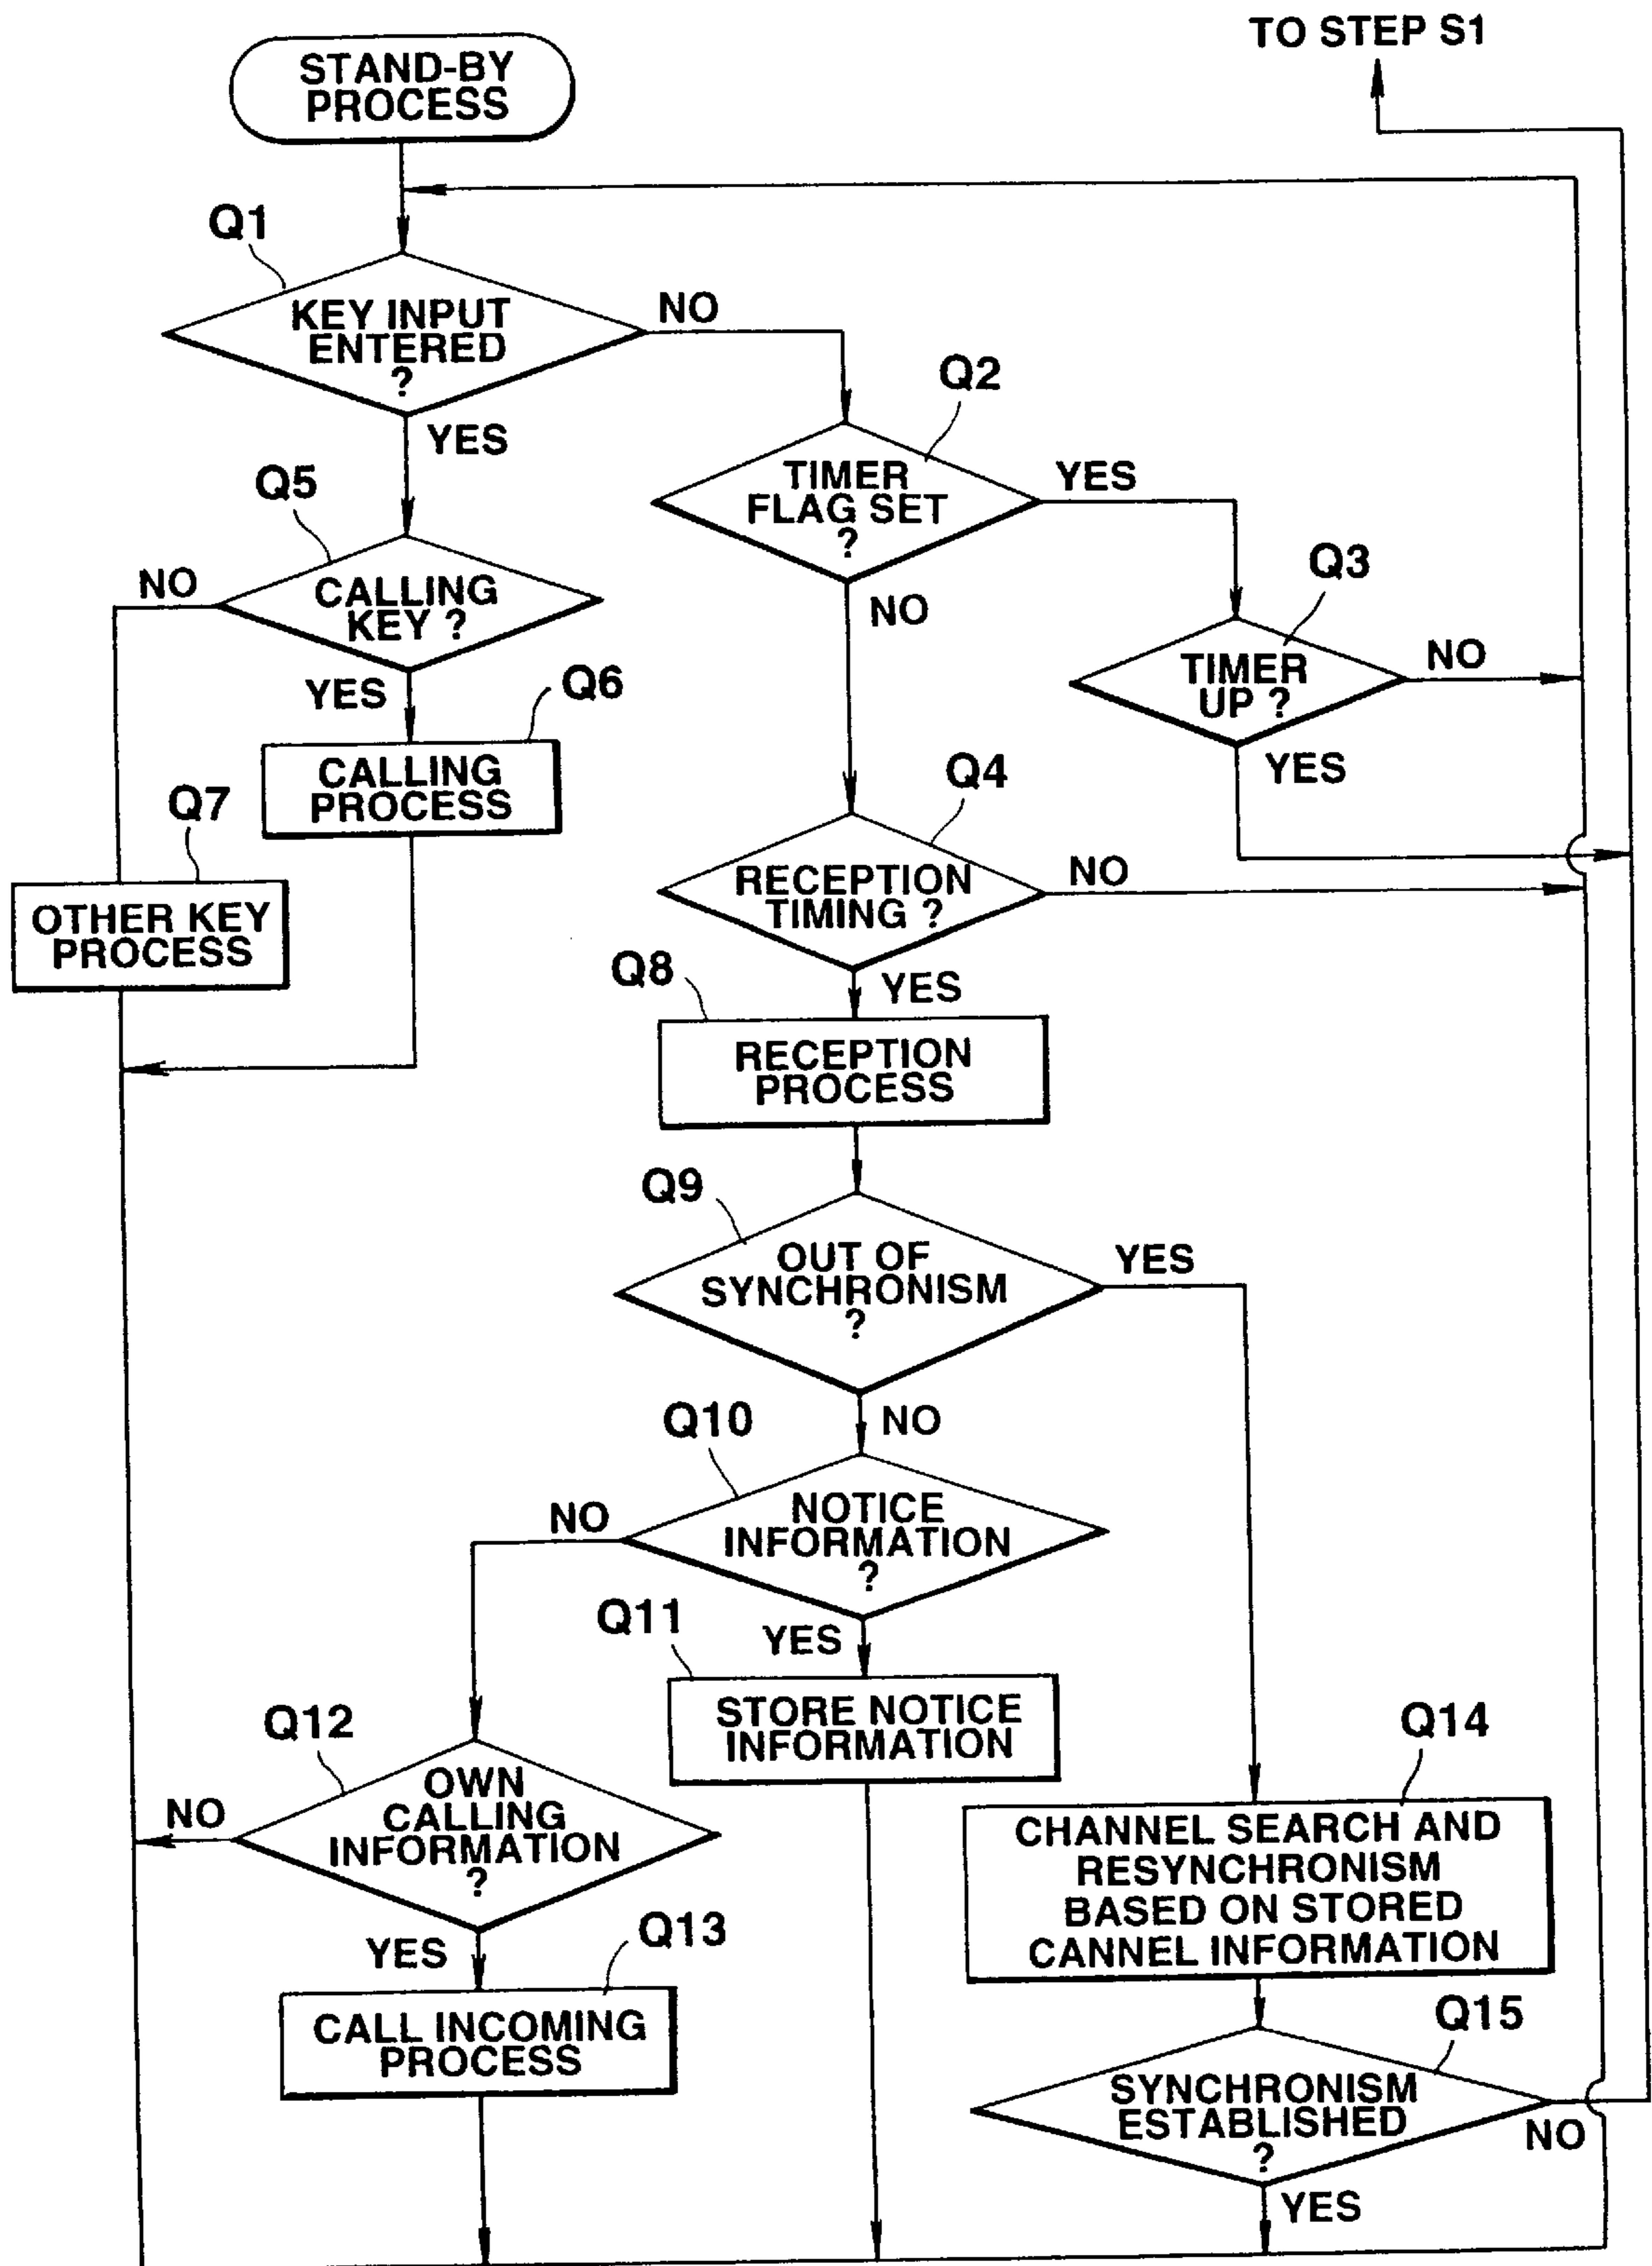 TO STEP S1
STAND-BY
PROCESS
Q1
KEY INPUT
ENTERED
?
NO
YES
Q2
TIMER
FLAG SET
?
YES
NO
Q5
CALLING
KEY ?
NO
YES
Q3
TIMER
UP ?
NO
YES
Q6
CALLING
PROCESS
Q7
OTHER KEY
PROCESS
Q4
RECEPTION
TIMING ?
NO
YES
Q8
RECEPTION
PROCESS
Q9
OUT OF
SYNCHRONISM
?
YES
NO
Q10
NOTICE
INFORMATION
?
NO
YES
Q11
STORE NOTICE
INFORMATION
Q12
OWN
CALLING
INFORMATION
?
NO
YES
Q13
CALL INCOMING
PROCESS
Q14
CHANNEL SEARCH AND
RESYNCHRONISM
BASED ON STORED
CANNEL INFORMATION
Q15
SYNCHRONISM
ESTABLISHED
?
NO
YES